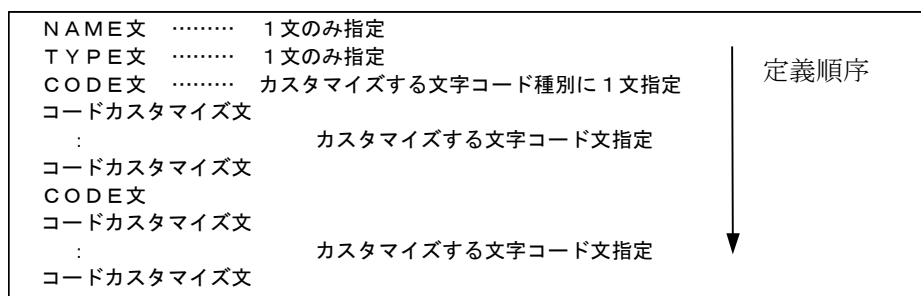 ＮＡＭＥ文 ……… １文のみ指定
ＴＹＰＥ文 ……… １文のみ指定
ＣＯＤＥ文 ……… カスタマイズする文字コード種別に１文指定
コードカスタマイズ文
： カスタマイズする文字コード文指定
コードカスタマイズ文
ＣＯＤＥ文
コードカスタマイズ文
： カスタマイズする文字コード文指定
コードカスタマイズ文
定義順序